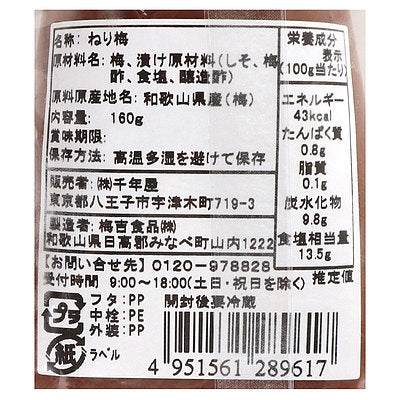 名称: ねり梅
原材料名: 梅、漬け原材料(しそ、梅
酢、食塩、醸造酢)
原料原産地名: 和歌山県産(梅)
内容量: 160g
賞味期限:
保存方法: 高温多湿を避けて保存
販売者: ㈱千年屋
東京都八王子市宇津木町719-3
製造者: 梅吉食品㈱
和歌山県日高郡みなべ町山内1222
栄養成分
表示
(100g当たり)
エネルギー
43kcal
たんぱく質
0.8g
脂質
0.1g
炭水化物
9.8g
食塩相当量
13.5g
推定値
【お問い合せ先】0120-978828
受付時間 9:00~18:00(土日・祝日を除く)
プラ
フタ: PP
中栓: PE
外装: PP
紙
ラベル
開封後要冷蔵
4 951561 289617